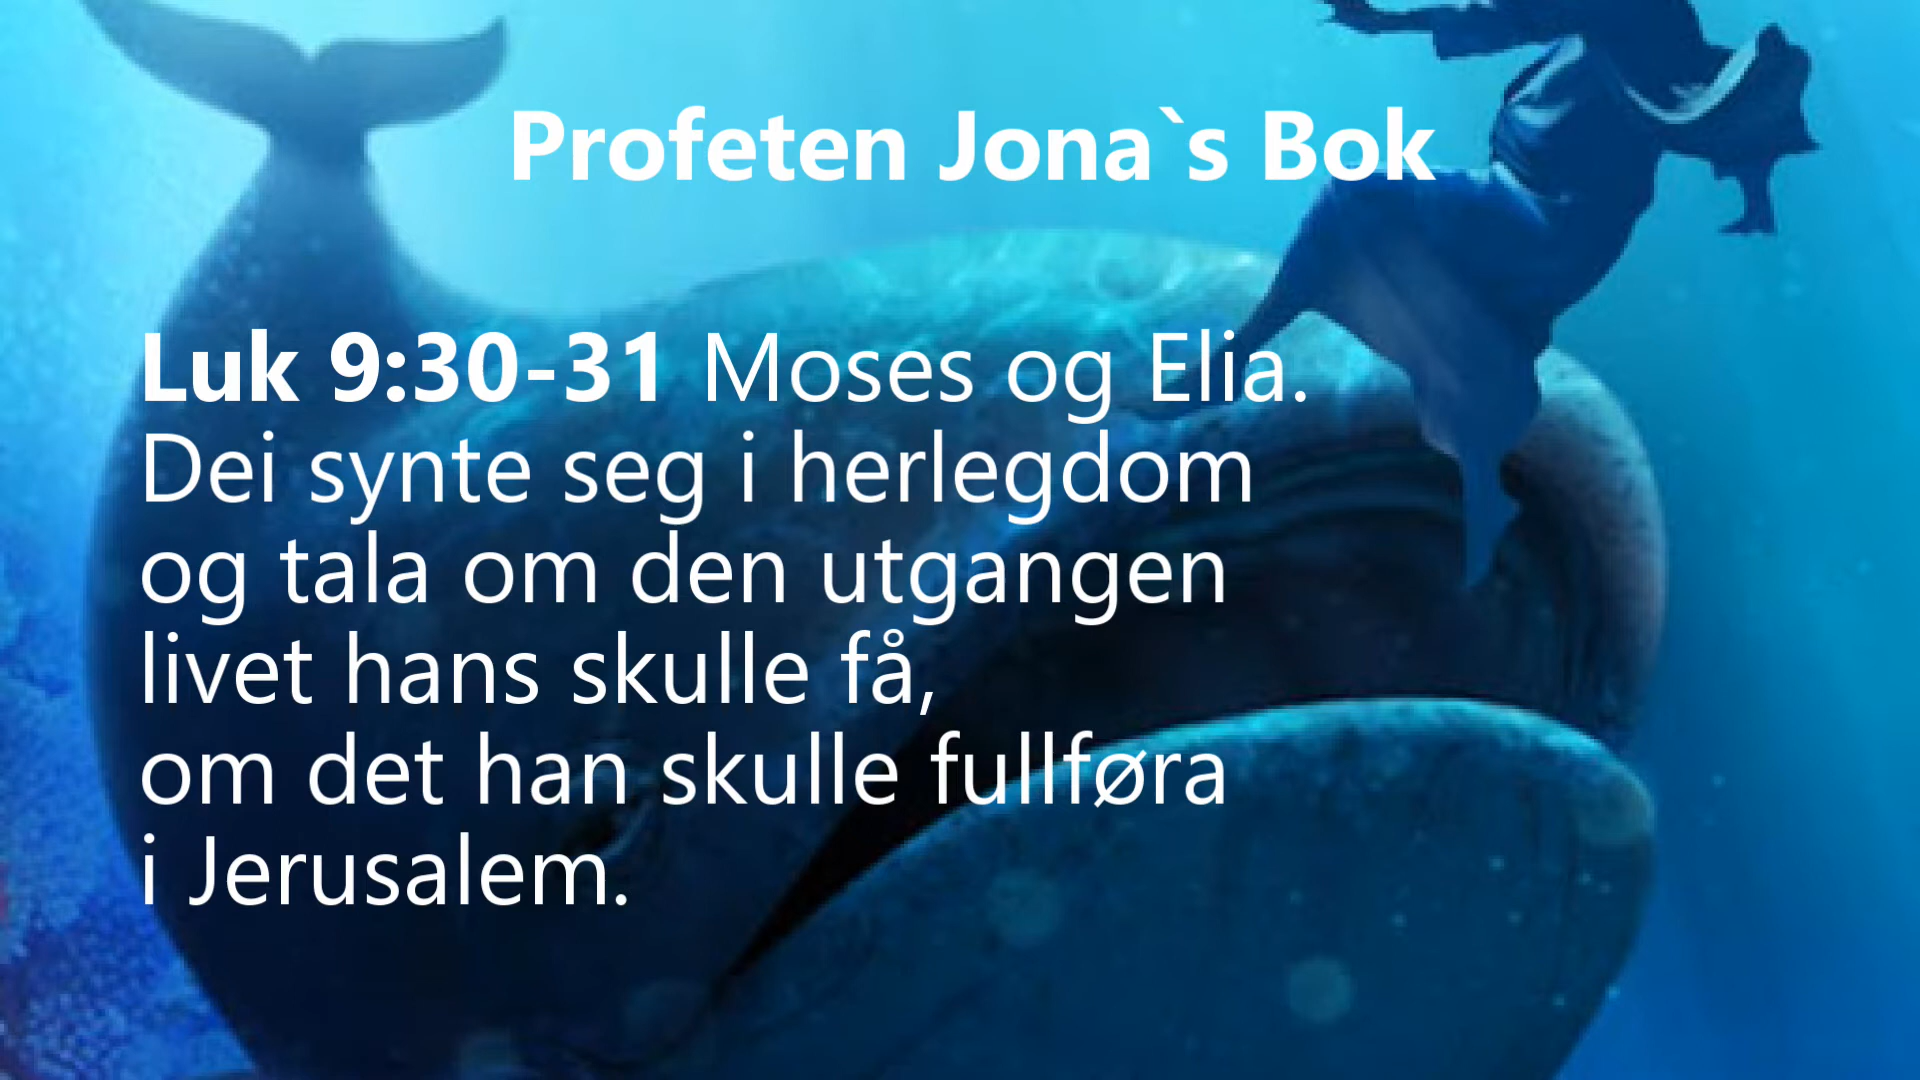 Profeten Jona`s Bok
Luk 9:30-31 Moses og Elia.
Dei synte seg i herlegdom
og tala om den utgangen
livet hans skulle få,
om det han skulle fullføra
i Jerusalem.